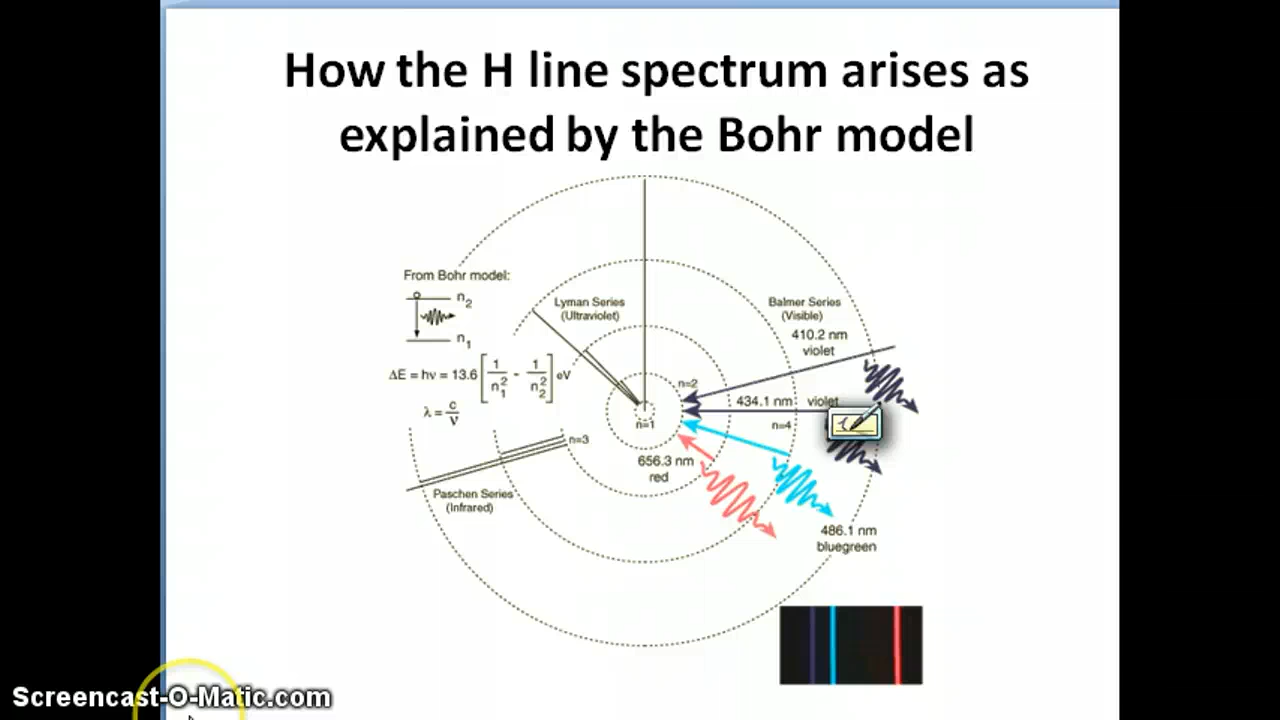 How the H line spectrum arises as
explained by the Bohr model
From Bohr model:
n2
n1
ΔE = hν = 13.6 [1/n1² - 1/n2²] eV
λ = c/ν
Lyman Series
(Ultraviolet)
Balmer Series
(Visible)
410.2 nm
violet
n=2
434.1 nm violet
n=1
n=4
n=3
656.3 nm
red
Paschen Series
(Infrared)
486.1 nm
bluegreen
Screencast-O-Matic.com